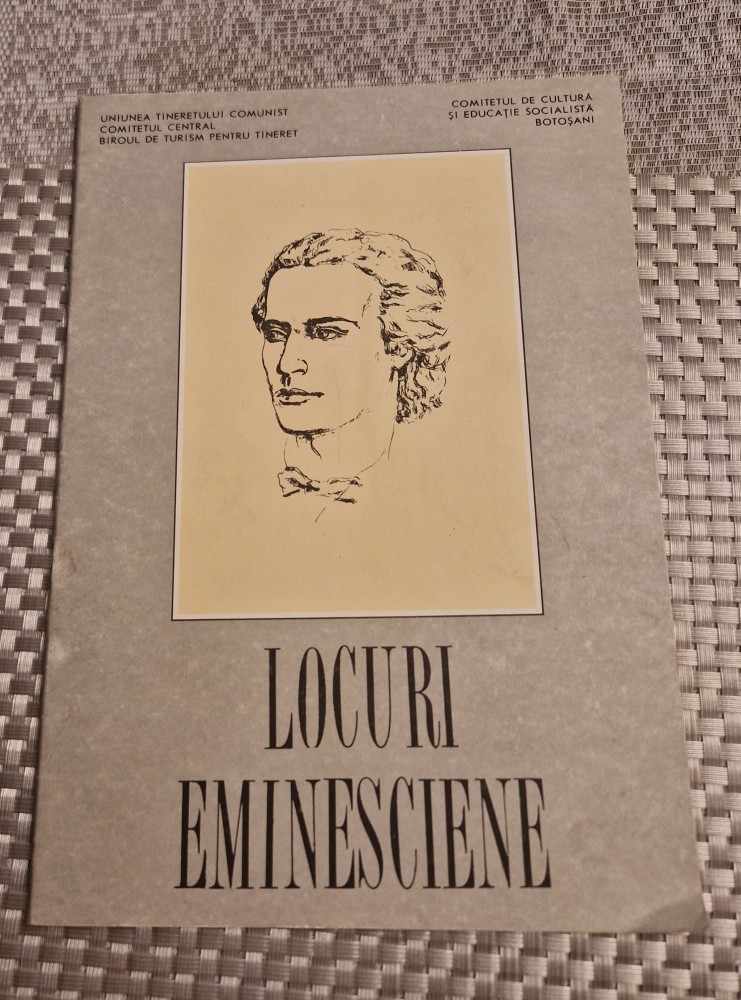 UNIUNEA TINERETULUI COMUNIST
COMITETUL CENTRAL
BIROUL DE TURISM PENTRU TINERET
COMITETUL DE CULTURĂ
ȘI EDUCAȚIE SOCIALISTĂ
BOTOȘANI
LOCURI
EMINESCIENE